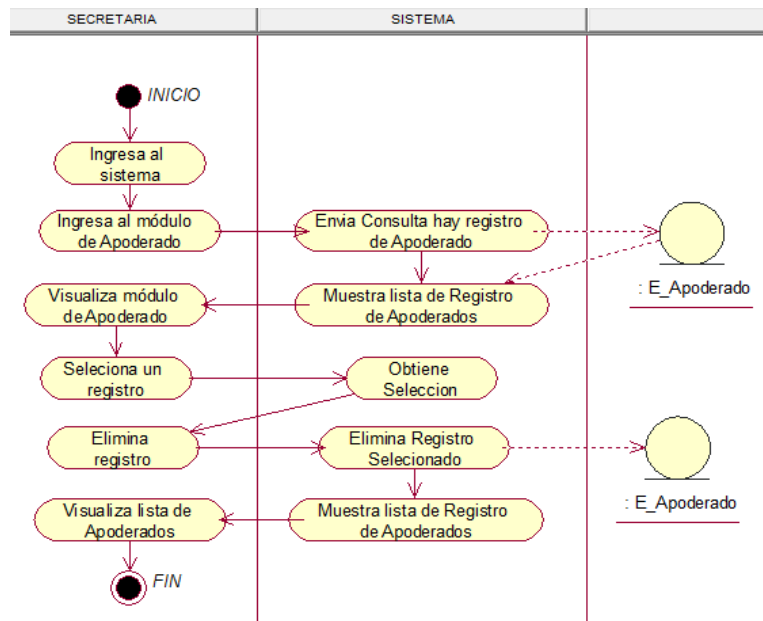 SECRETARIA
SISTEMA
INICIO
Ingresa al
sistema
Ingresa al módulo
de Apoderado
Envia Consulta hay registro
de Apoderado
: E_Apoderado
Visualiza módulo
de Apoderado
Muestra lista de Registro
de Apoderados
Seleciona un
registro
Obtiene
Seleccion
Elimina
registro
Elimina Registro
Selecionado
: E_Apoderado
Visualiza lista de
Apoderados
Muestra lista de Registro
de Apoderados
FIN